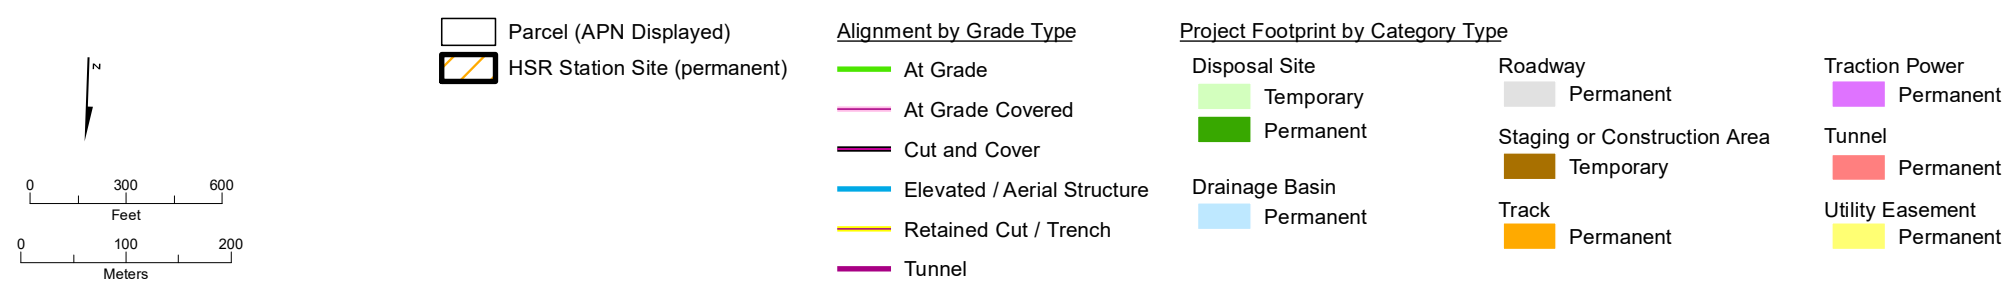 N
0 300 600
Feet
0 100 200
Meters
Parcel (APN Displayed)
HSR Station Site (permanent)
Alignment by Grade Type
At Grade
At Grade Covered
Cut and Cover
Elevated / Aerial Structure
Retained Cut / Trench
Tunnel
Project Footprint by Category Type
Disposal Site
Temporary
Permanent
Drainage Basin
Permanent
Roadway
Permanent
Staging or Construction Area
Temporary
Track
Permanent
Traction Power
Permanent
Tunnel
Permanent
Utility Easement
Permanent